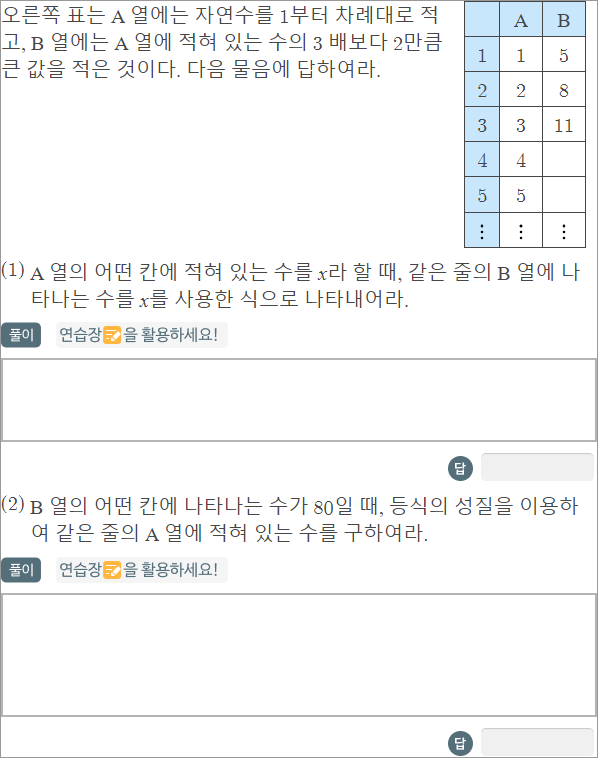 오른쪽 표는 A 열에는 자연수를 1부터 차례대로 적
고, B 열에는 A 열에 적혀 있는 수의 3 배보다 2만큼
큰 값을 적은 것이다. 다음 물음에 답하여라.
A B
1 1 5
2 2 8
3 3 11
4 4
5 5
⋮ ⋮ ⋮
(1) A 열의 어떤 칸에 적혀 있는 수를 x라 할 때, 같은 줄의 B 열에 나
타나는 수를 x를 사용한 식으로 나타내어라.
풀이 연습장을 활용하세요!
답
(2) B 열의 어떤 칸에 나타나는 수가 80일 때, 등식의 성질을 이용하
여 같은 줄의 A 열에 적혀 있는 수를 구하여라.
풀이 연습장을 활용하세요!
답